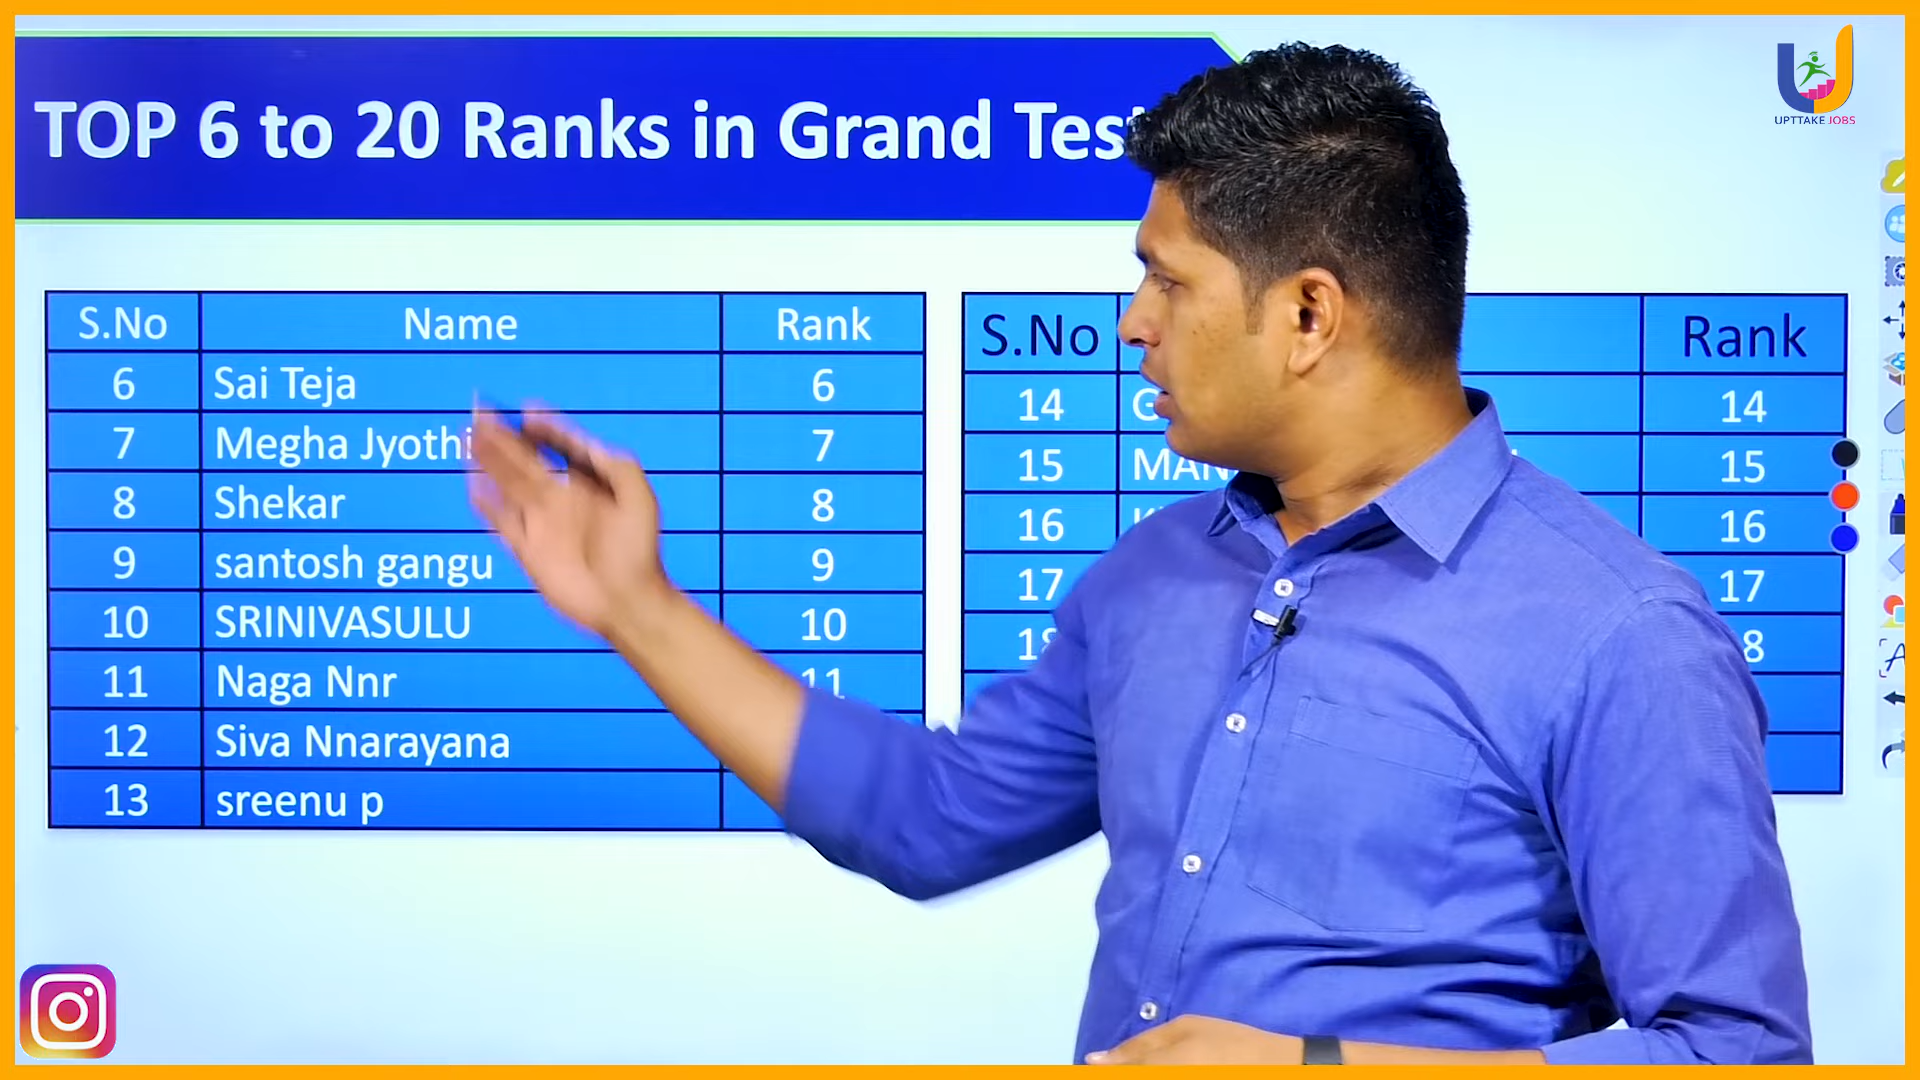 TOP 6 to 20 Ranks in Grand Test
UPTTAKE JOBS
S.No Name Rank
6 Sai Teja 6
7 Megha Jyothi 7
8 Shekar 8
9 santosh gangu 9
10 SRINIVASULU 10
11 Naga Nnr 11
12 Siva Nnarayana
13 sreenu p
S.No Rank
14 14
15 15
16 16
17 17